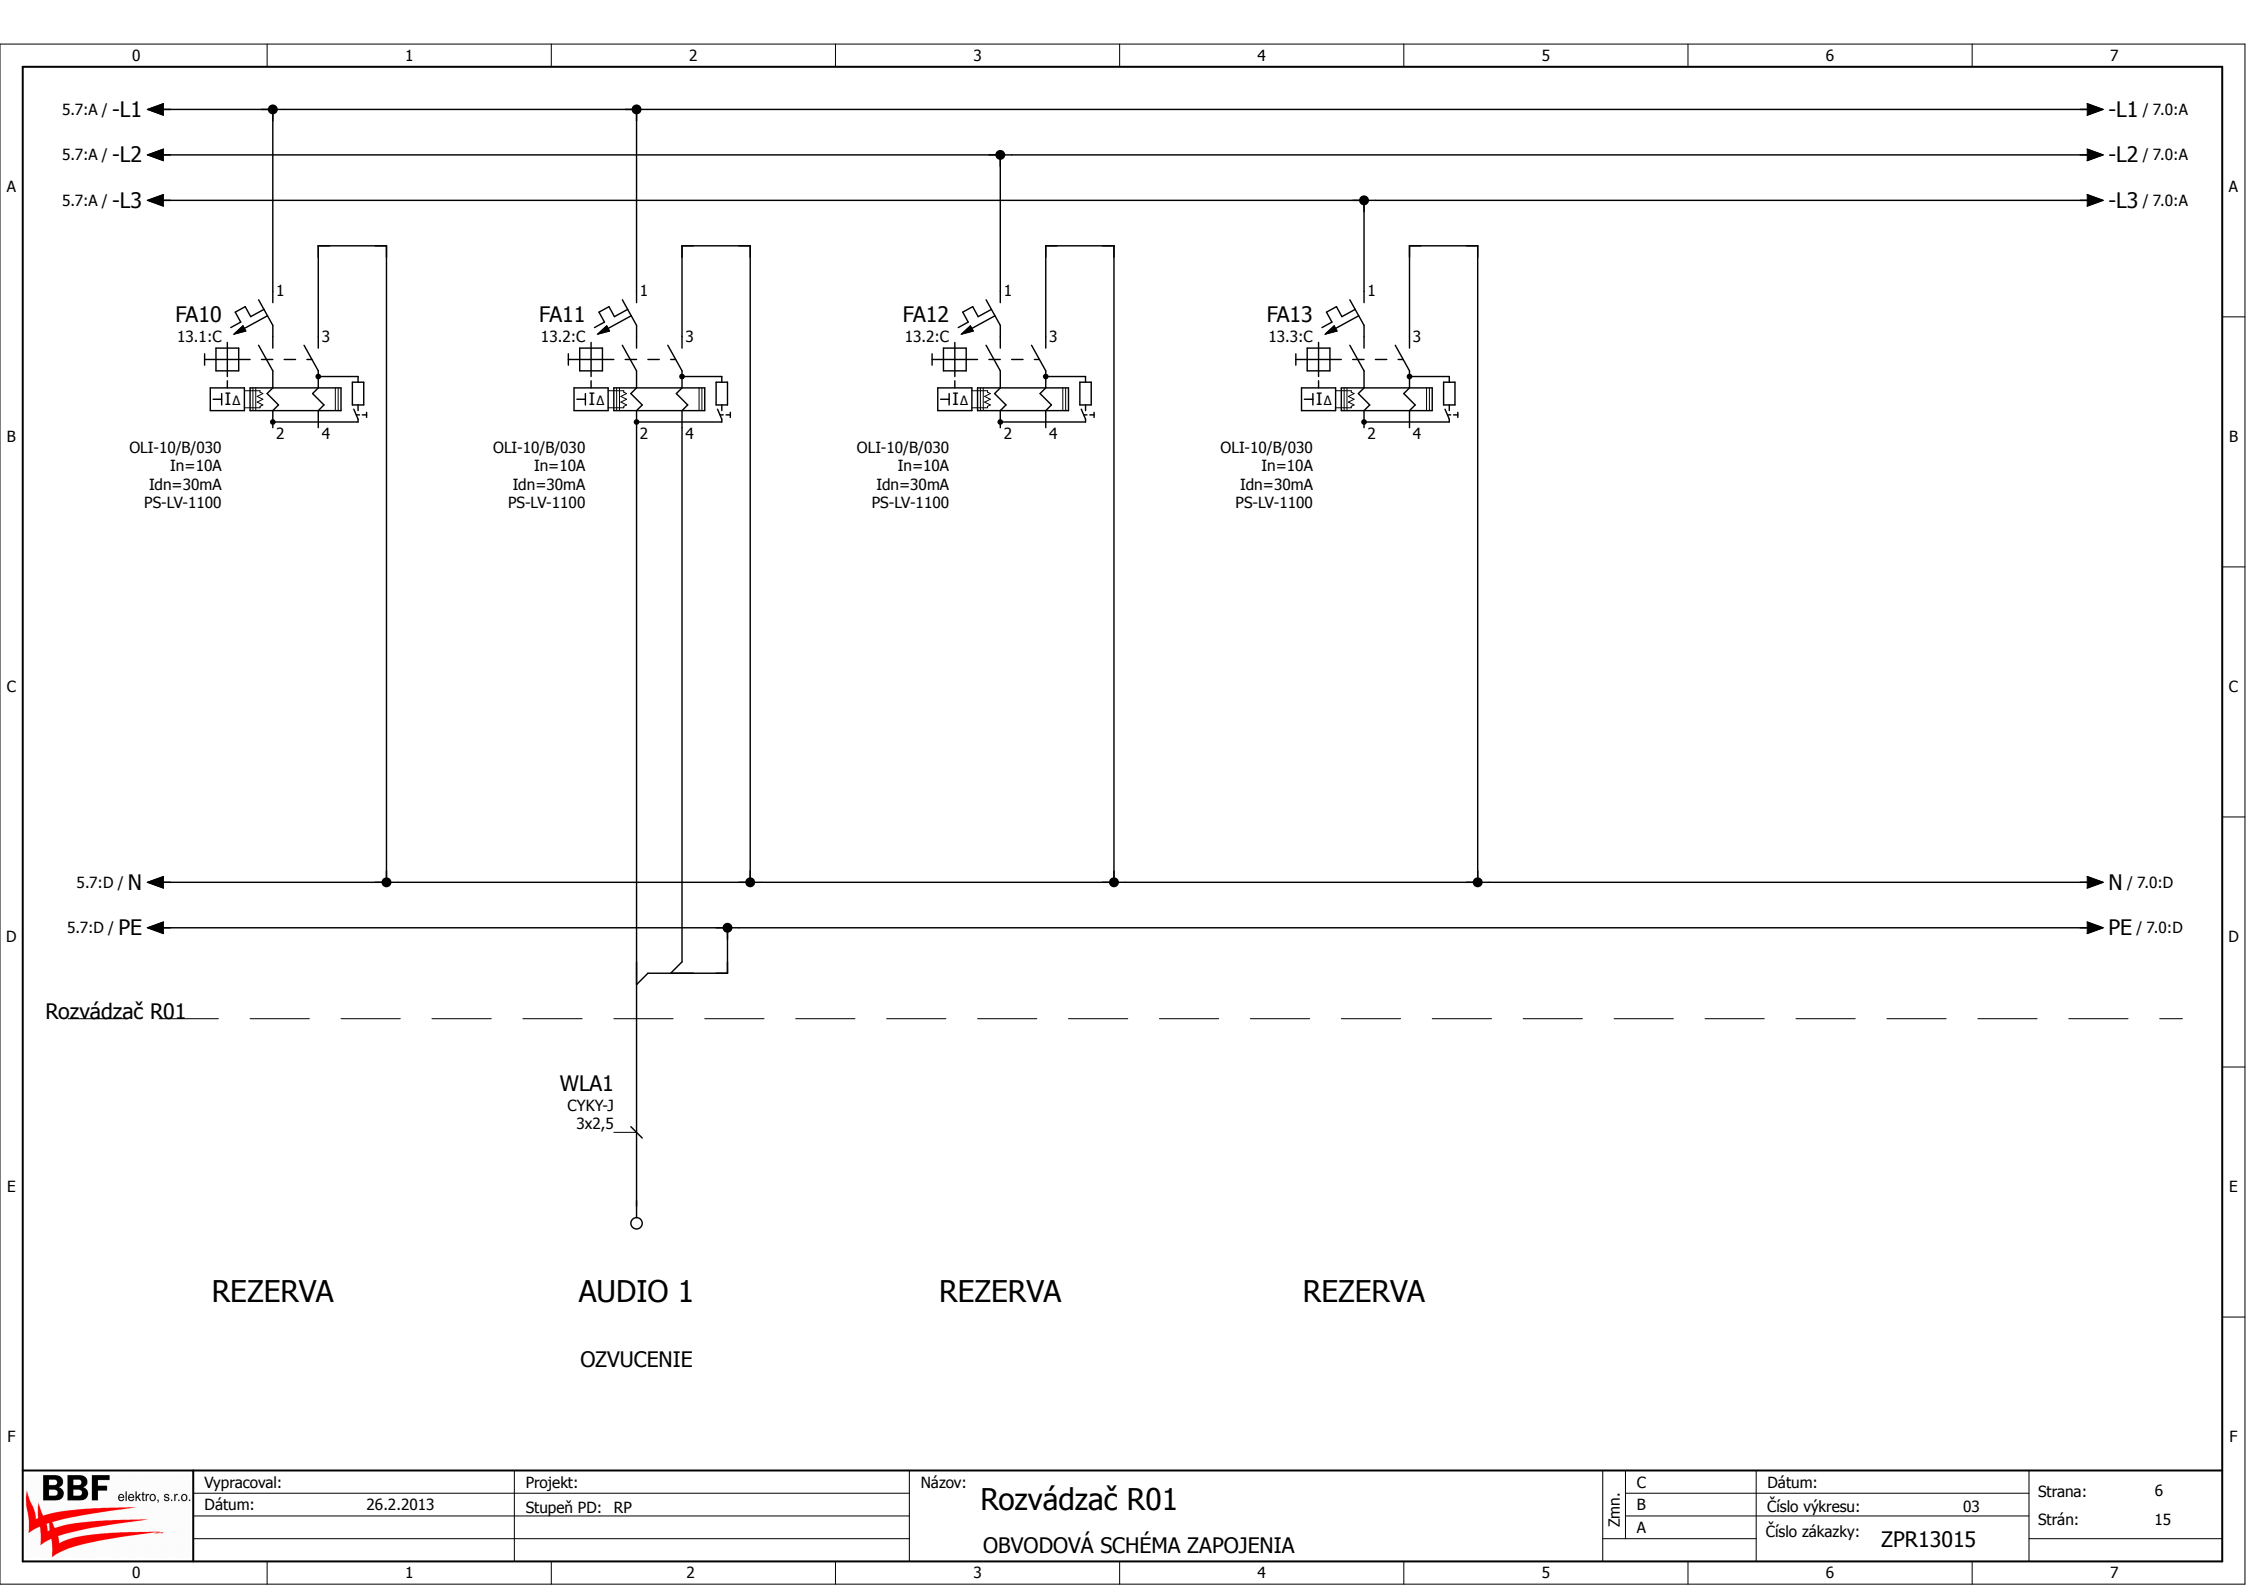 0 1 2 3 4 5 6 7
5.7:A / -L1 -L1 / 7.0:A
5.7:A / -L2 -L2 / 7.0:A
A A
5.7:A / -L3 -L3 / 7.0:A
1 1 1 1
FA10 FA11 FA12 FA13
13.1:C 3 13.2:C 3 13.2:C 3 13.3:C 3
⊣I∆ ⊣I∆ ⊣I∆ ⊣I∆
2 4 2 4 2 4 2 4
B B
OLI-10/B/030 OLI-10/B/030 OLI-10/B/030 OLI-10/B/030
In=10A In=10A In=10A In=10A
Idn=30mA Idn=30mA Idn=30mA Idn=30mA
PS-LV-1100 PS-LV-1100 PS-LV-1100 PS-LV-1100
C C
5.7:D / N N / 7.0:D
5.7:D / PE PE / 7.0:D
D D
Rozvádzač R01
WLA1
CYKY-J
3x2,5
E E
REZERVA AUDIO 1 REZERVA REZERVA
OZVUCENIE
F F
BBF elektro, s.r.o.
Vypracoval:
Dátum: 26.2.2013
Projekt:
Stupeň PD: RP
Názov: Rozvádzač R01
OBVODOVÁ SCHÉMA ZAPOJENIA
Zmn.
C
B
A
Dátum:
Číslo výkresu: 03
Číslo zákazky: ZPR13015
Strana: 6
Strán: 15
0 1 2 3 4 5 6 7